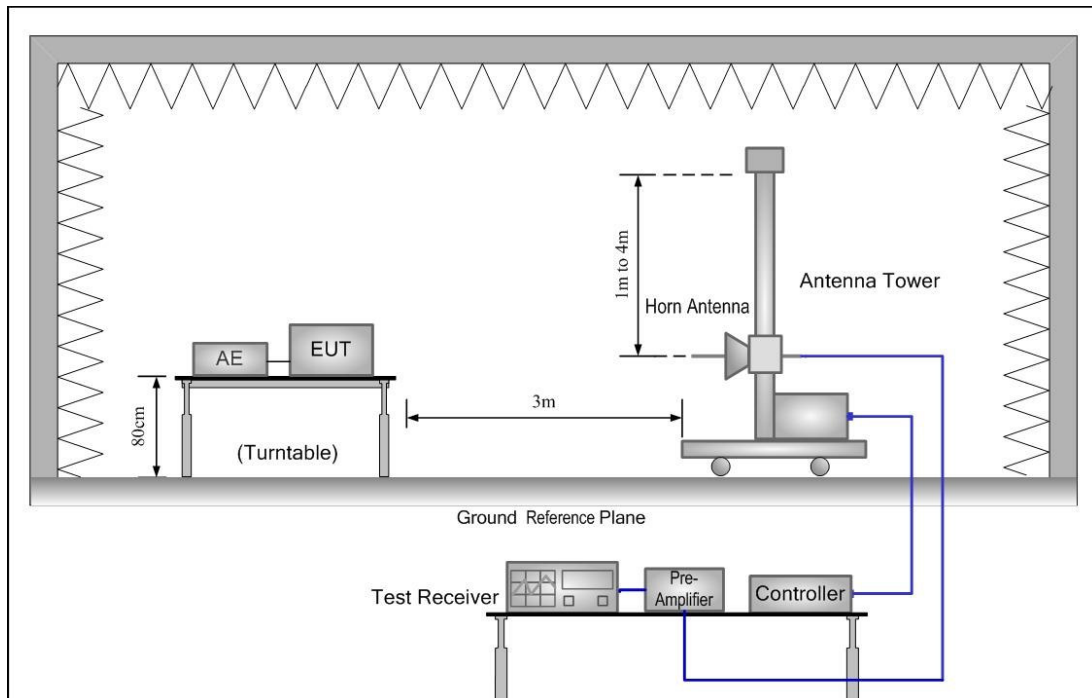 1m to 4m
Antenna Tower
Horn Antenna
AE
EUT
3m
80cm
(Turntable)
Ground Reference Plane
Test Receiver
Pre-
Amplifier
Controller